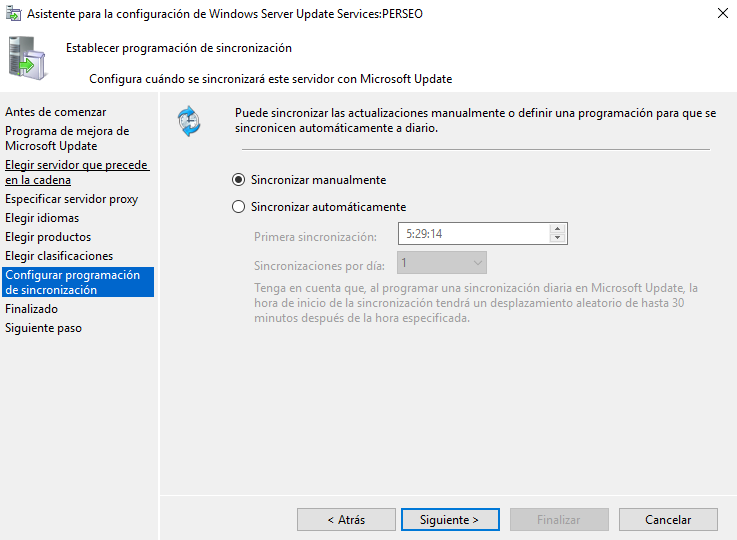 Asistente para la configuración de Windows Server Update Services:PERSEO
Establecer programación de sincronización
Configura cuándo se sincronizará este servidor con Microsoft Update
Antes de comenzar
Programa de mejora de
Microsoft Update
Elegir servidor que precede
en la cadena
Especificar servidor proxy
Elegir idiomas
Elegir productos
Elegir clasificaciones
Configurar programación
de sincronización
Finalizado
Siguiente paso
Puede sincronizar las actualizaciones manualmente o definir una programación para que se
sincronicen automáticamente a diario.
Sincronizar manualmente
Sincronizar automáticamente
Primera sincronización:
5:29:14
Sincronizaciones por día:
1
Tenga en cuenta que, al programar una sincronización diaria en Microsoft Update, la
hora de inicio de la sincronización tendrá un desplazamiento aleatorio de hasta 30
minutos después de la hora especificada.
< Atrás
Siguiente >
Finalizar
Cancelar